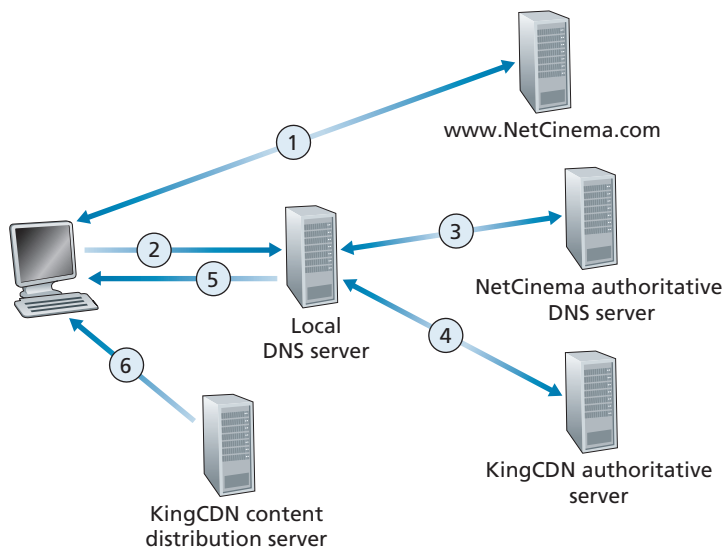 www.NetCinema.com
1
2
3
NetCinema authoritative
DNS server
5
Local
DNS server
4
6
KingCDN authoritative
server
KingCDN content
distribution server